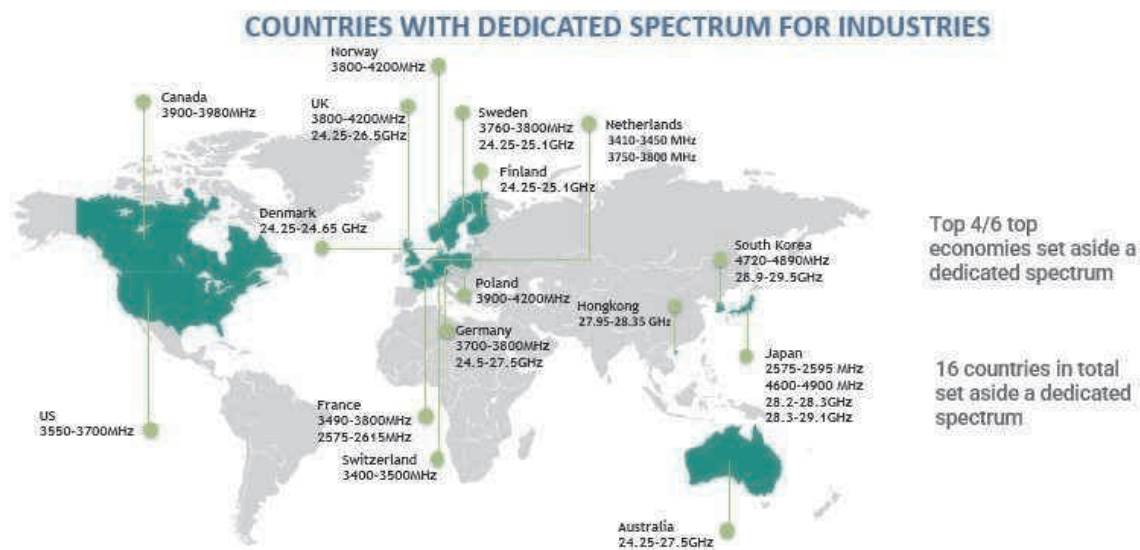 COUNTRIES WITH DEDICATED SPECTRUM FOR INDUSTRIES
Norway
3800-4200MHz
Canada
3900-3980MHz
UK
3800-4200MHz
24.25-26.5GHz
Sweden
3760-3800MHz
24.25-25.1GHz
Netherlands
3410-3450 MHz
3750-3800 MHz
Finland
24.25-25.1GHz
Denmark
24.25-24.65 GHz
South Korea
4720-4890MHz
28.9-29.5GHz
Poland
3900-4200MHz
Hongkong
27.95-28.35 GHz
Germany
3700-3800MHz
24.5-27.5GHz
Japan
2575-2595 MHz
4600-4900 MHz
28.2-28.3GHz
28.3-29.1GHz
US
3550-3700MHz
France
3490-3800MHz
2575-2615MHz
Switzerland
3400-3500MHz
Australia
24.25-27.5GHz
Top 4/6 top
economies set aside a
dedicated spectrum
16 countries in total
set aside a dedicated
spectrum